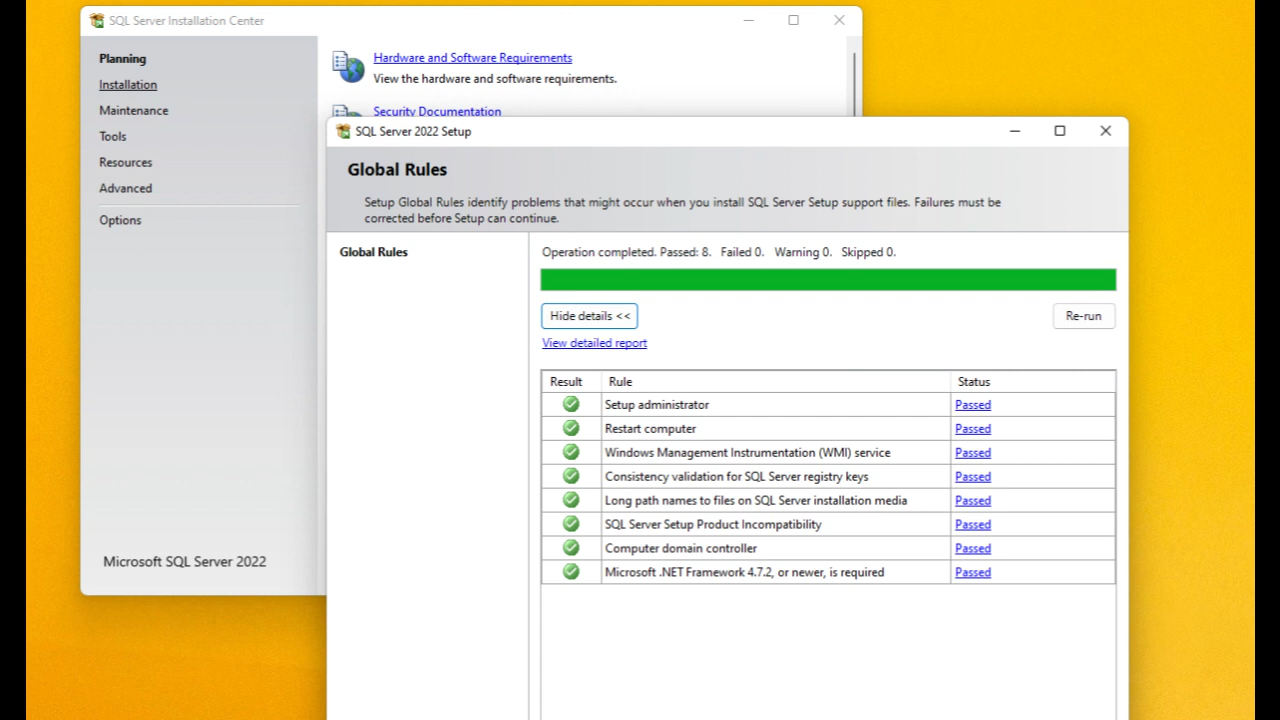 SQL Server Installation Center
Planning
Installation
Maintenance
Tools
Resources
Advanced
Options
Microsoft SQL Server 2022
Hardware and Software Requirements
View the hardware and software requirements.
Security Documentation
SQL Server 2022 Setup
Global Rules
Setup Global Rules identify problems that might occur when you install SQL Server Setup support files. Failures must be
corrected before Setup can continue.
Global Rules
Operation completed. Passed: 8. Failed 0. Warning 0. Skipped 0.
Hide details <<
Re-run
View detailed report
Result Rule Status
Setup administrator Passed
Restart computer Passed
Windows Management Instrumentation (WMI) service Passed
Consistency validation for SQL Server registry keys Passed
Long path names to files on SQL Server installation media Passed
SQL Server Setup Product Incompatibility Passed
Computer domain controller Passed
Microsoft .NET Framework 4.7.2, or newer, is required Passed